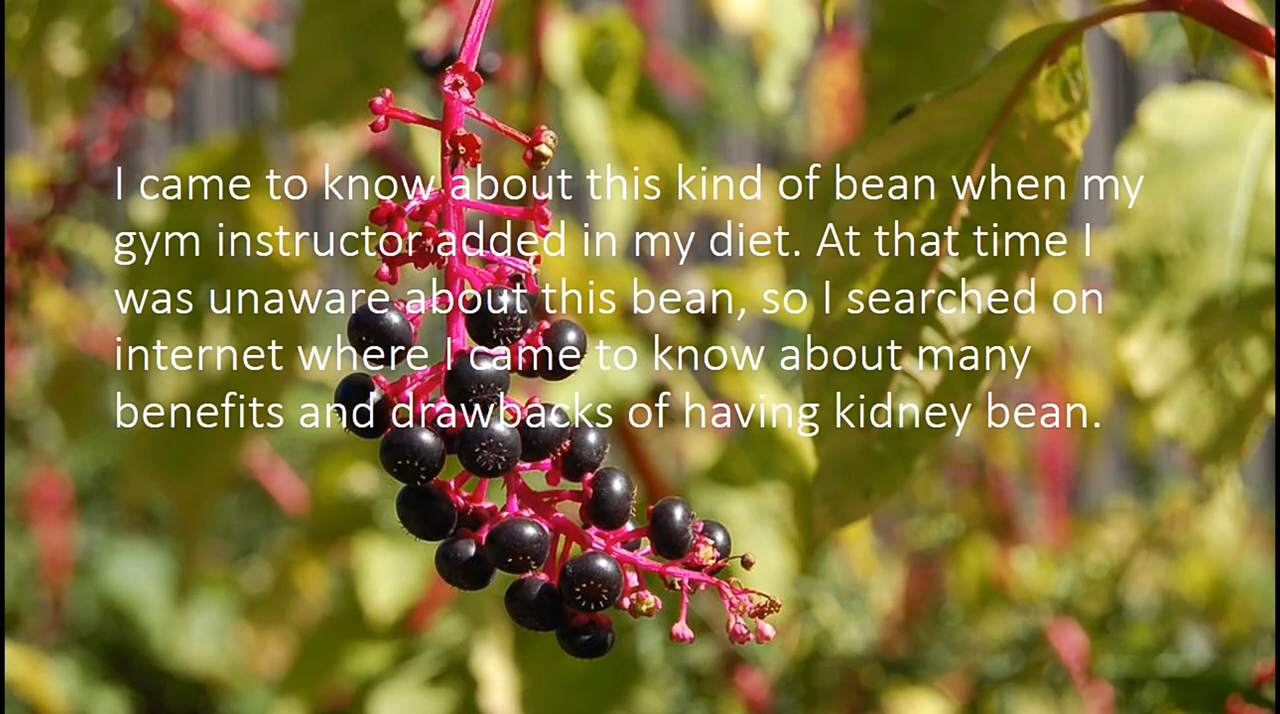 I came to know about this kind of bean when my
gym instructor added in my diet. At that time I
was unaware about this bean, so I searched on
internet where I came to know about many
benefits and drawbacks of having kidney bean.